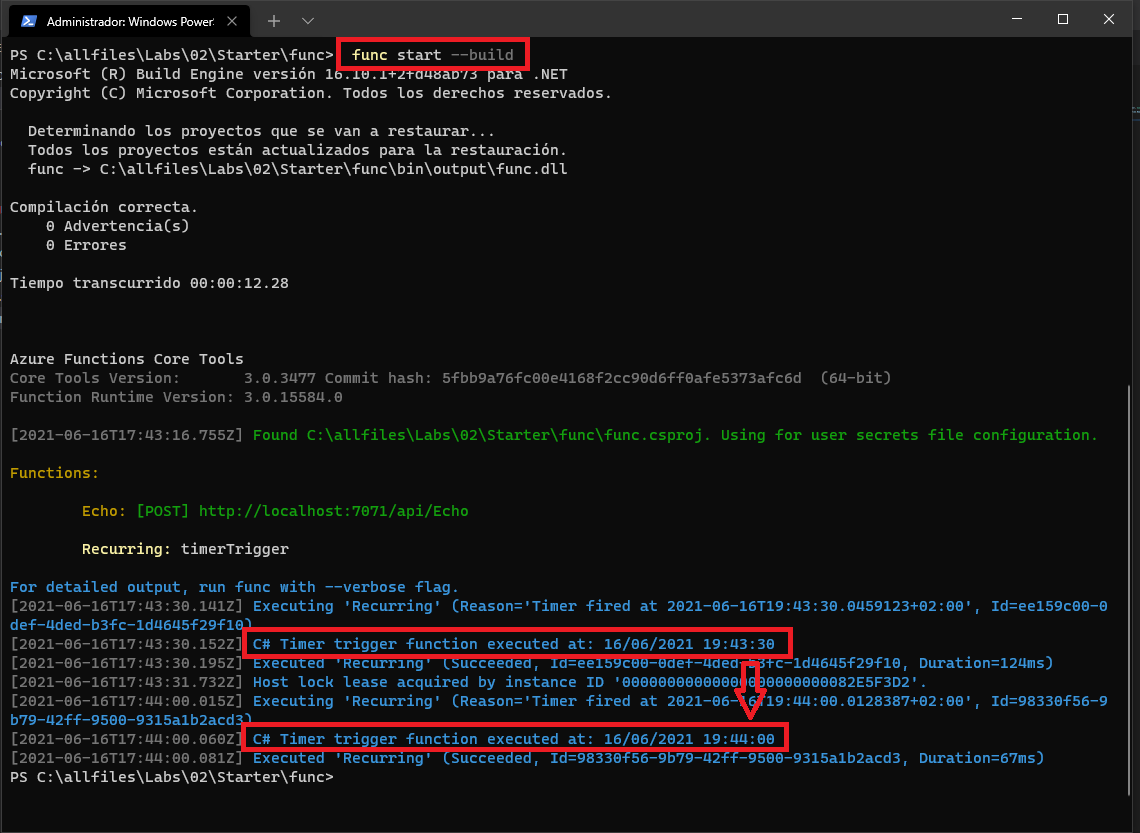 Administrador: Windows Power
PS C:\allfiles\Labs\02\Starter\func> func start --build
Microsoft (R) Build Engine versión 16.10.1+2fd48ab73 para .NET
Copyright (C) Microsoft Corporation. Todos los derechos reservados.
Determinando los proyectos que se van a restaurar...
Todos los proyectos están actualizados para la restauración.
func -> C:\allfiles\Labs\02\Starter\func\bin\output\func.dll
Compilación correcta.
0 Advertencia(s)
0 Errores
Tiempo transcurrido 00:00:12.28
Azure Functions Core Tools
Core Tools Version:       3.0.3477 Commit hash: 5fbb9a76fc00e4168f2cc90d6ff0afe5373afc6d  (64-bit)
Function Runtime Version: 3.0.15584.0
[2021-06-16T17:43:16.755Z] Found C:\allfiles\Labs\02\Starter\func\func.csproj. Using for user secrets file configuration.
Functions:
Echo: [POST] http://localhost:7071/api/Echo
Recurring: timerTrigger
For detailed output, run func with --verbose flag.
[2021-06-16T17:43:30.141Z] Executing 'Recurring' (Reason='Timer fired at 2021-06-16T19:43:30.0459123+02:00', Id=ee159c00-0
def-4ded-b3fc-1d4645f29f10)
[2021-06-16T17:43:30.152Z] C# Timer trigger function executed at: 16/06/2021 19:43:30
[2021-06-16T17:43:30.195Z] Executed 'Recurring' (Succeeded, Id=ee159c00-0def-4ded-b3fc-1d4645f29f10, Duration=124ms)
[2021-06-16T17:43:31.732Z] Host lock lease acquired by instance ID '00000000000000000000000082E5F3D2'.
[2021-06-16T17:44:00.015Z] Executing 'Recurring' (Reason='Timer fired at 2021-06-16T19:44:00.0128387+02:00', Id=98330f56-9
b79-42ff-9500-9315a1b2acd3)
[2021-06-16T17:44:00.060Z] C# Timer trigger function executed at: 16/06/2021 19:44:00
[2021-06-16T17:44:00.081Z] Executed 'Recurring' (Succeeded, Id=98330f56-9b79-42ff-9500-9315a1b2acd3, Duration=67ms)
PS C:\allfiles\Labs\02\Starter\func>